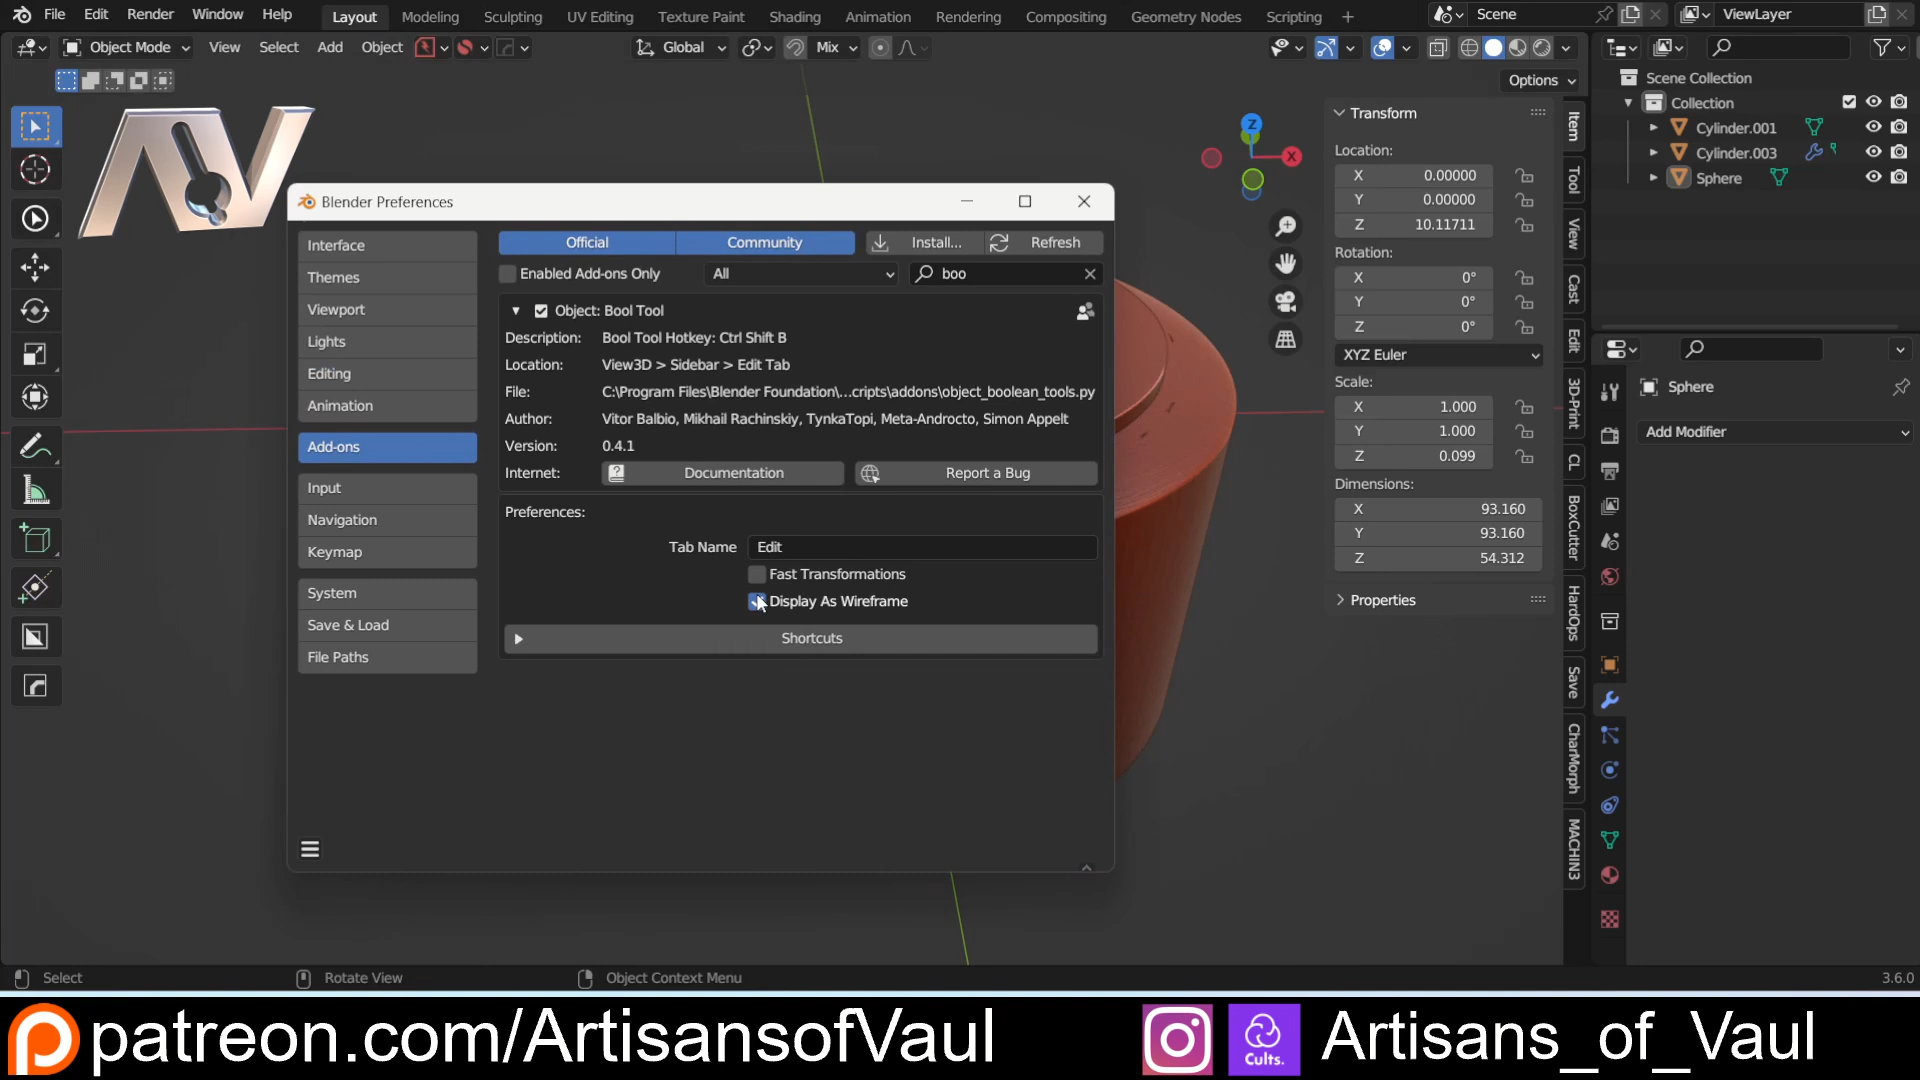 File Edit Render Window Help Layout Modeling Sculpting UV Editing Texture Paint Shading Animation Rendering Compositing Geometry Nodes Scripting + Scene ViewLayer
Object Mode View Select Add Object Global Mix
Options
Scene Collection
Collection
Cylinder.001
Cylinder.003
Sphere
Z
X
Transform
Location:
X 0.00000
Y 0.00000
Z 10.11711
Rotation:
X 0°
Y 0°
Z 0°
XYZ Euler
Scale:
X 1.000
Y 1.000
Z 0.099
Dimensions:
X 93.160
Y 93.160
Z 54.312
Properties
Item
Tool
View
Cast
Edit
3D-Print
CL
BoxCutter
HardOps
Save
CharMorph
MACHIN3
Sphere
Add Modifier
Blender Preferences
Interface
Themes
Viewport
Lights
Editing
Animation
Add-ons
Input
Navigation
Keymap
System
Save & Load
File Paths
Official Community Install... Refresh
Enabled Add-ons Only All boo
Object: Bool Tool
Description: Bool Tool Hotkey: Ctrl Shift B
Location: View3D > Sidebar > Edit Tab
File: C:\Program Files\Blender Foundation\...cripts\addons\object_boolean_tools.py
Author: Vitor Balbio, Mikhail Rachinskiy, TynkaTopi, Meta-Androcto, Simon Appelt
Version: 0.4.1
Internet: Documentation Report a Bug
Preferences:
Tab Name Edit
Fast Transformations
Display As Wireframe
Shortcuts
Select Rotate View Object Context Menu 3.6.0
patreon.com/ArtisansofVaul Cults. Artisans_of_Vaul